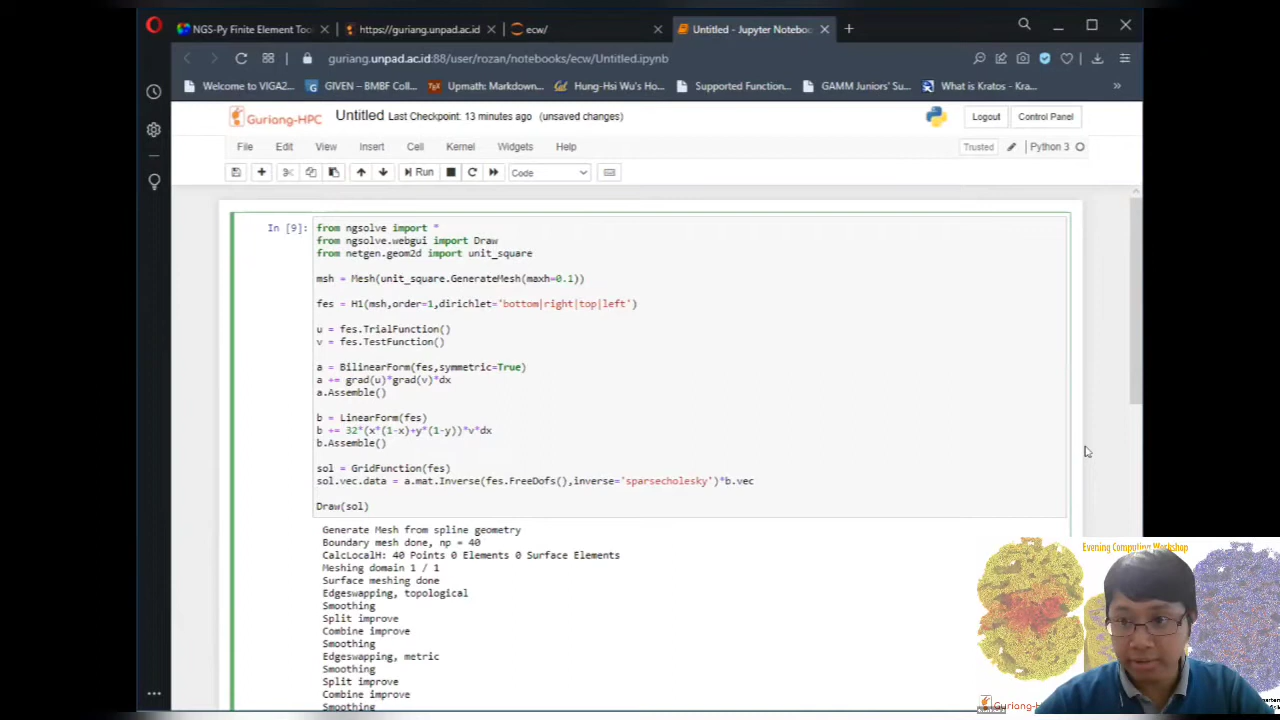 NGS-Py Finite Element Too
https://guriang.unpad.ac.id
ecw/
Untitled - Jupyter Noteboo
guriang.unpad.ac.id:88/user/rozan/notebooks/ecw/Untitled.ipynb
Welcome to VIGA2...
GIVEN – BMBF Coll...
Upmath: Markdown...
Hung-Hsi Wu's Ho...
Supported Function...
GAMM Juniors' Su...
What is Kratos - Kra...
»
Guriang-HPC
Untitled Last Checkpoint: 13 minutes ago (unsaved changes)
Logout
Control Panel
File Edit View Insert Cell Kernel Widgets Help
Trusted
Python 3
Run
Code
In [9]:
from ngsolve import *
from ngsolve.webgui import Draw
from netgen.geom2d import unit_square
msh = Mesh(unit_square.GenerateMesh(maxh=0.1))
fes = H1(msh,order=1,dirichlet='bottom|right|top|left')
u = fes.TrialFunction()
v = fes.TestFunction()
a = BilinearForm(fes,symmetric=True)
a += grad(u)*grad(v)*dx
a.Assemble()
b = LinearForm(fes)
b += 32*(x*(1-x)+y*(1-y))*v*dx
b.Assemble()
sol = GridFunction(fes)
sol.vec.data = a.mat.Inverse(fes.FreeDofs(),inverse='sparsecholesky')*b.vec
Draw(sol)
Generate Mesh from spline geometry
Boundary mesh done, np = 40
CalcLocalH: 40 Points 0 Elements 0 Surface Elements
Meshing domain 1 / 1
Surface meshing done
Edgeswapping, topological
Smoothing
Split improve
Combine improve
Smoothing
Edgeswapping, metric
Smoothing
Split improve
Combine improve
Smoothing
Evening Computing Workshop
Guriang-HPC